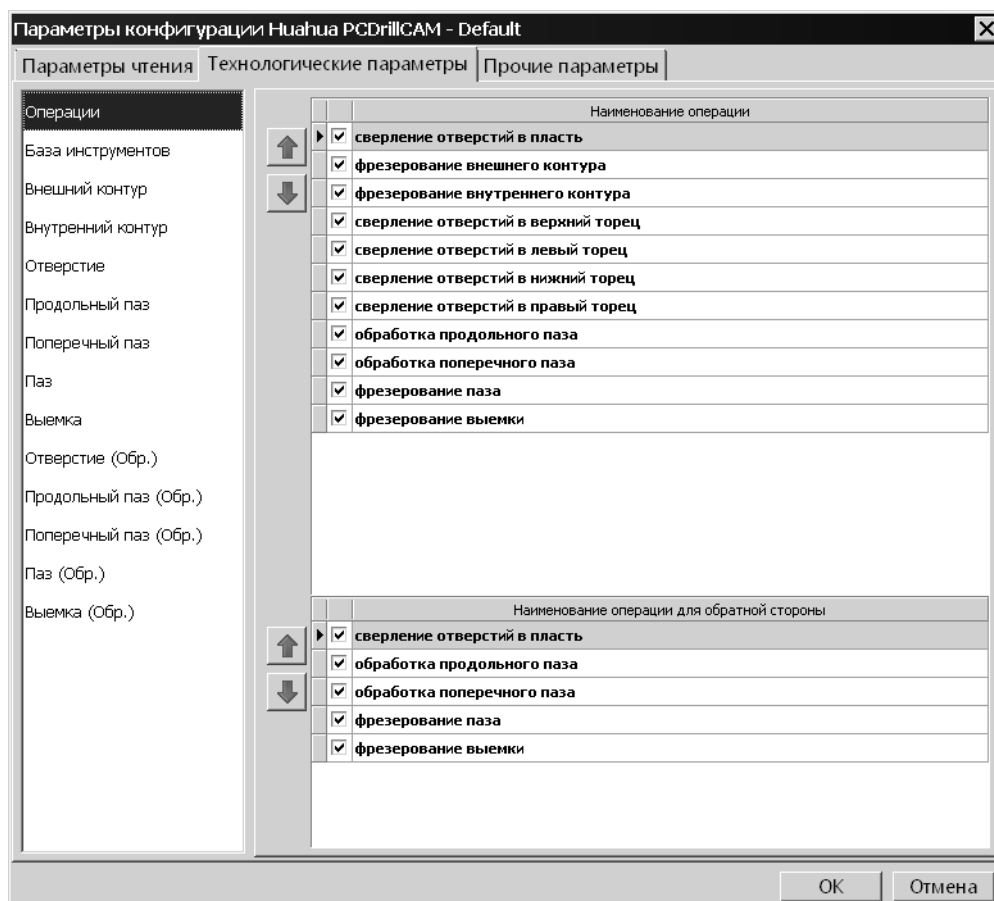 Параметры конфигурации Huahua PCDrillCAM - Default
Параметры чтения Технологические параметры Прочие параметры
Операции
База инструментов
Внешний контур
Внутренний контур
Отверстие
Продольный паз
Поперечный паз
Паз
Выемка
Отверстие (Обр.)
Продольный паз (Обр.)
Поперечный паз (Обр.)
Паз (Обр.)
Выемка (Обр.)
Наименование операции
сверление отверстий в пласть
фрезерование внешнего контура
фрезерование внутреннего контура
сверление отверстий в верхний торец
сверление отверстий в левый торец
сверление отверстий в нижний торец
сверление отверстий в правый торец
обработка продольного паза
обработка поперечного паза
фрезерование паза
фрезерование выемки
Наименование операции для обратной стороны
сверление отверстий в пласть
обработка продольного паза
обработка поперечного паза
фрезерование паза
фрезерование выемки
OK Отмена